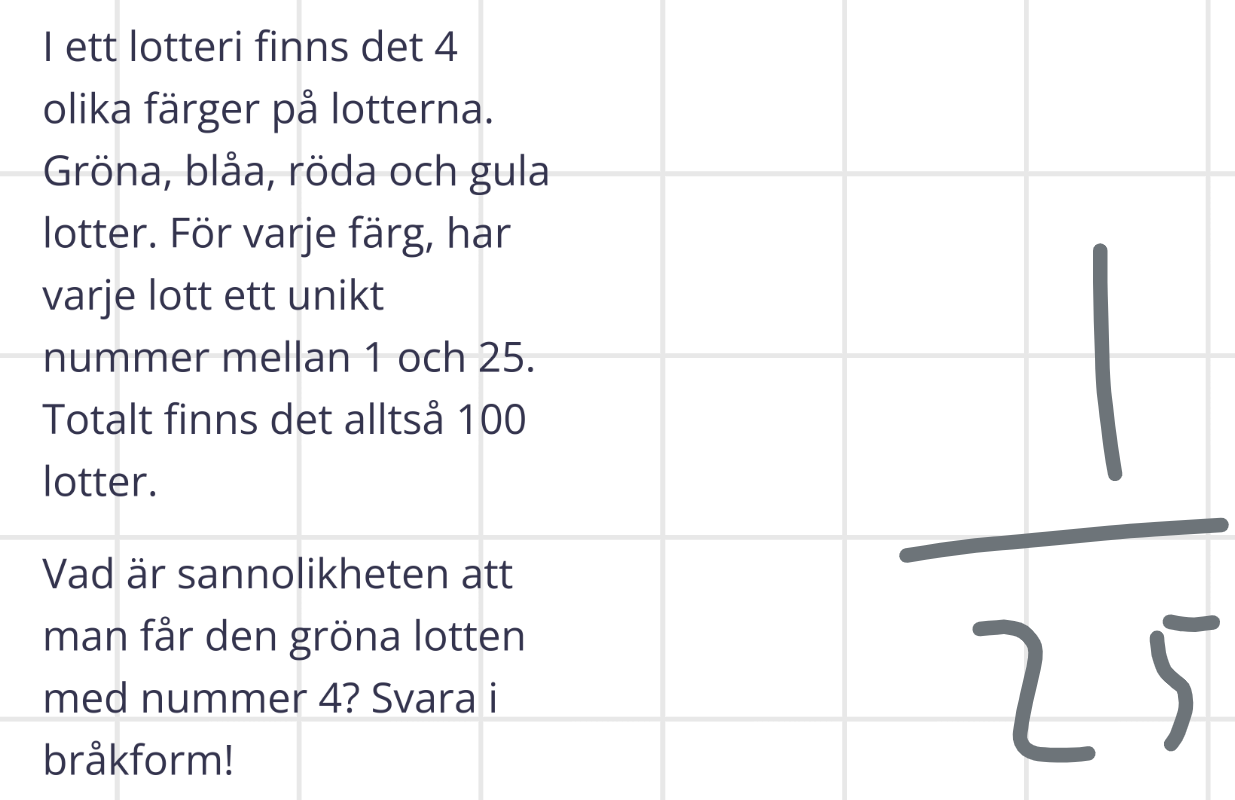 I ett lotteri finns det 4
olika färger på lotterna.
Gröna, blåa, röda och gula
lotter. För varje färg, har
varje lott ett unikt
nummer mellan 1 och 25.
Totalt finns det alltså 100
lotter.
Vad är sannolikheten att
man får den gröna lotten
med nummer 4? Svara i
bråkform!
1
25